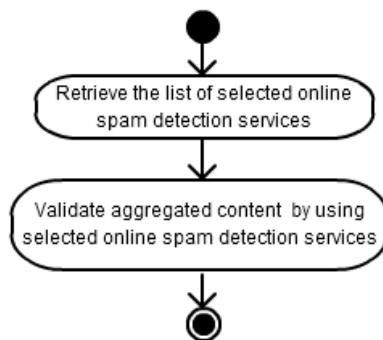 Retrieve the list of selected online
spam detection services
Validate aggregated content by using
selected online spam detection services